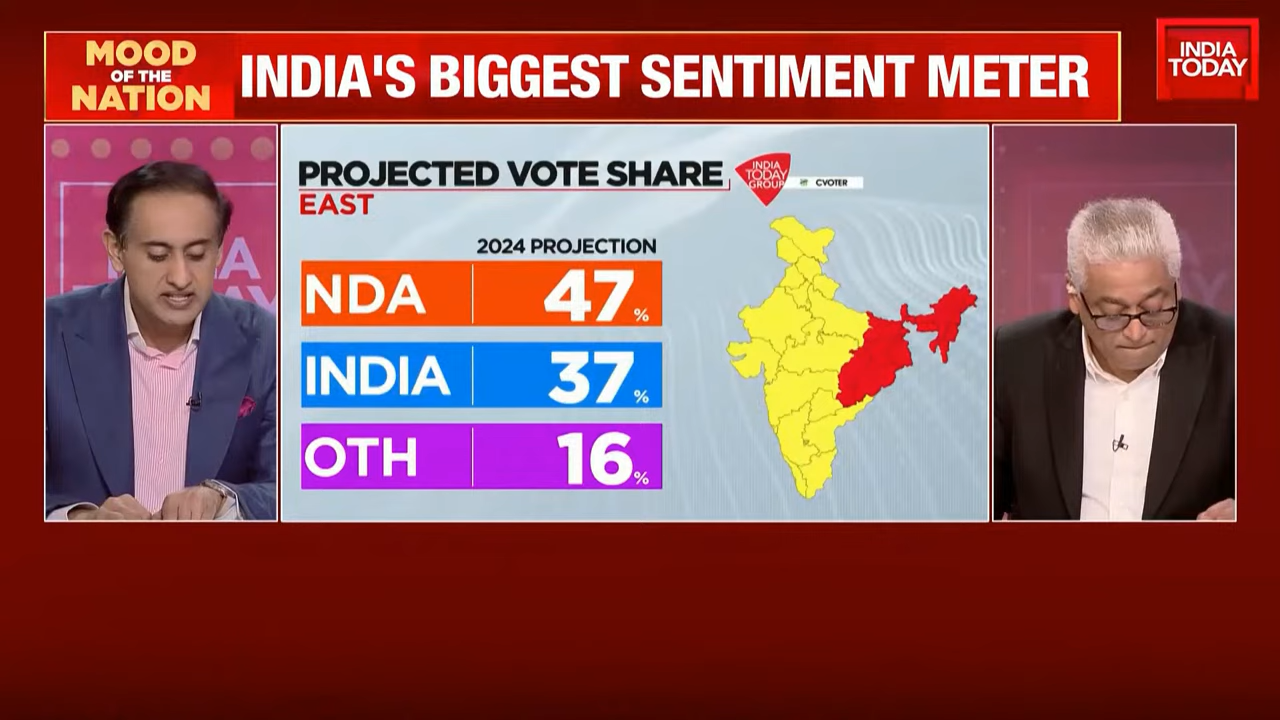 MOOD
OF THE
NATION
INDIA'S BIGGEST SENTIMENT METER
INDIA
TODAY
PROJECTED VOTE SHARE
INDIA
TODAY
GROUP
CVOTER
EAST
2024 PROJECTION
NDA 47%
INDIA 37%
OTH 16%